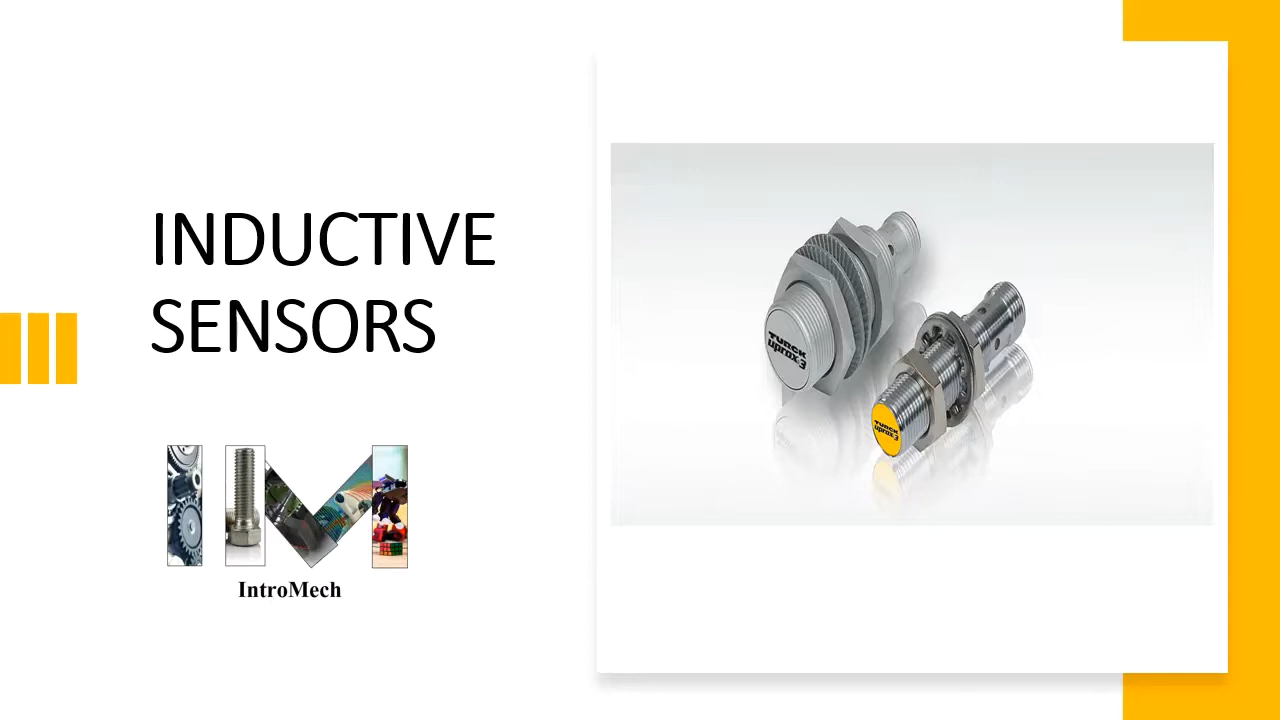 INDUCTIVE
SENSORS
IntroMech
TURCK
uprox3
TURCK
uprox3